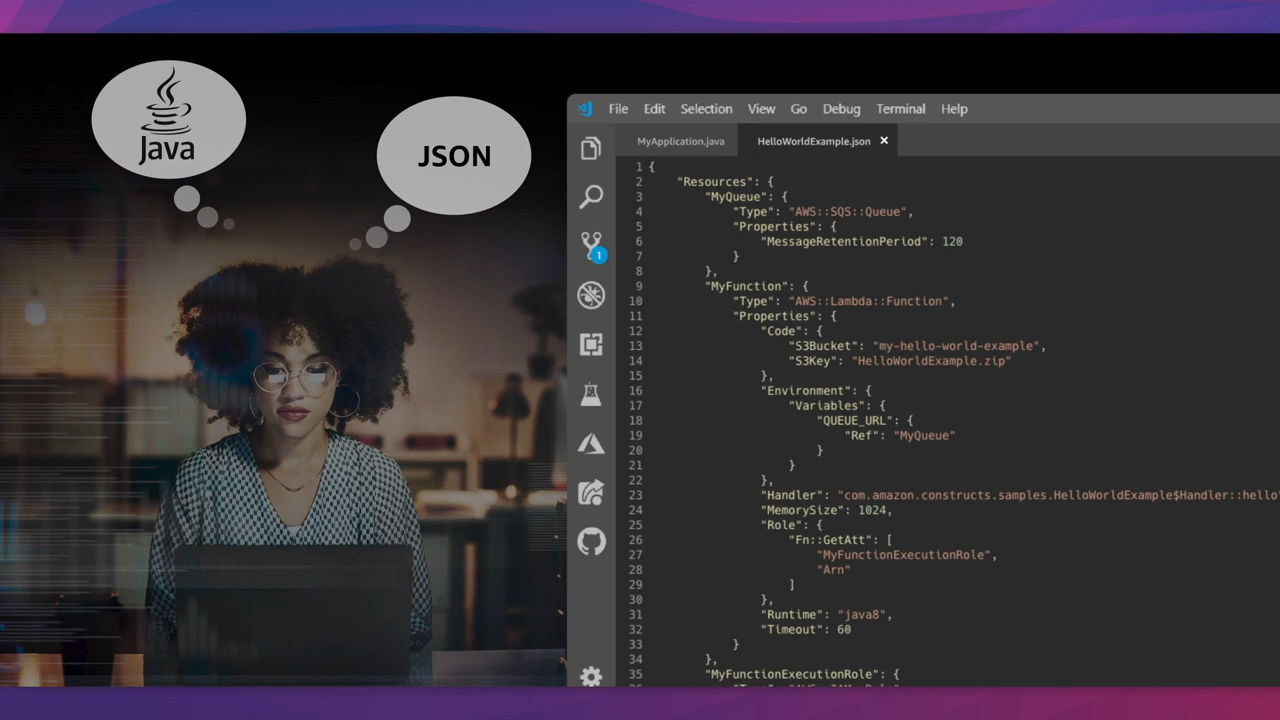 Java
JSON
File Edit Selection View Go Debug Terminal Help
MyApplication.java HelloWorldExample.json ×
1 {
2 "Resources": {
3 "MyQueue": {
4 "Type": "AWS::SQS::Queue",
5 "Properties": {
6 "MessageRetentionPeriod": 120
7 }
8 },
9 "MyFunction": {
10 "Type": "AWS::Lambda::Function",
11 "Properties": {
12 "Code": {
13 "S3Bucket": "my-hello-world-example",
14 "S3Key": "HelloWorldExample.zip"
15 },
16 "Environment": {
17 "Variables": {
18 "QUEUE_URL": {
19 "Ref": "MyQueue"
20 }
21 }
22 },
23 "Handler": "com.amazon.constructs.samples.HelloWorldExample$Handler::hello
24 "MemorySize": 1024,
25 "Role": {
26 "Fn::GetAtt": [
27 "MyFunctionExecutionRole",
28 "Arn"
29 ]
30 },
31 "Runtime": "java8",
32 "Timeout": 60
33 }
34 },
35 "MyFunctionExecutionRole": {
1